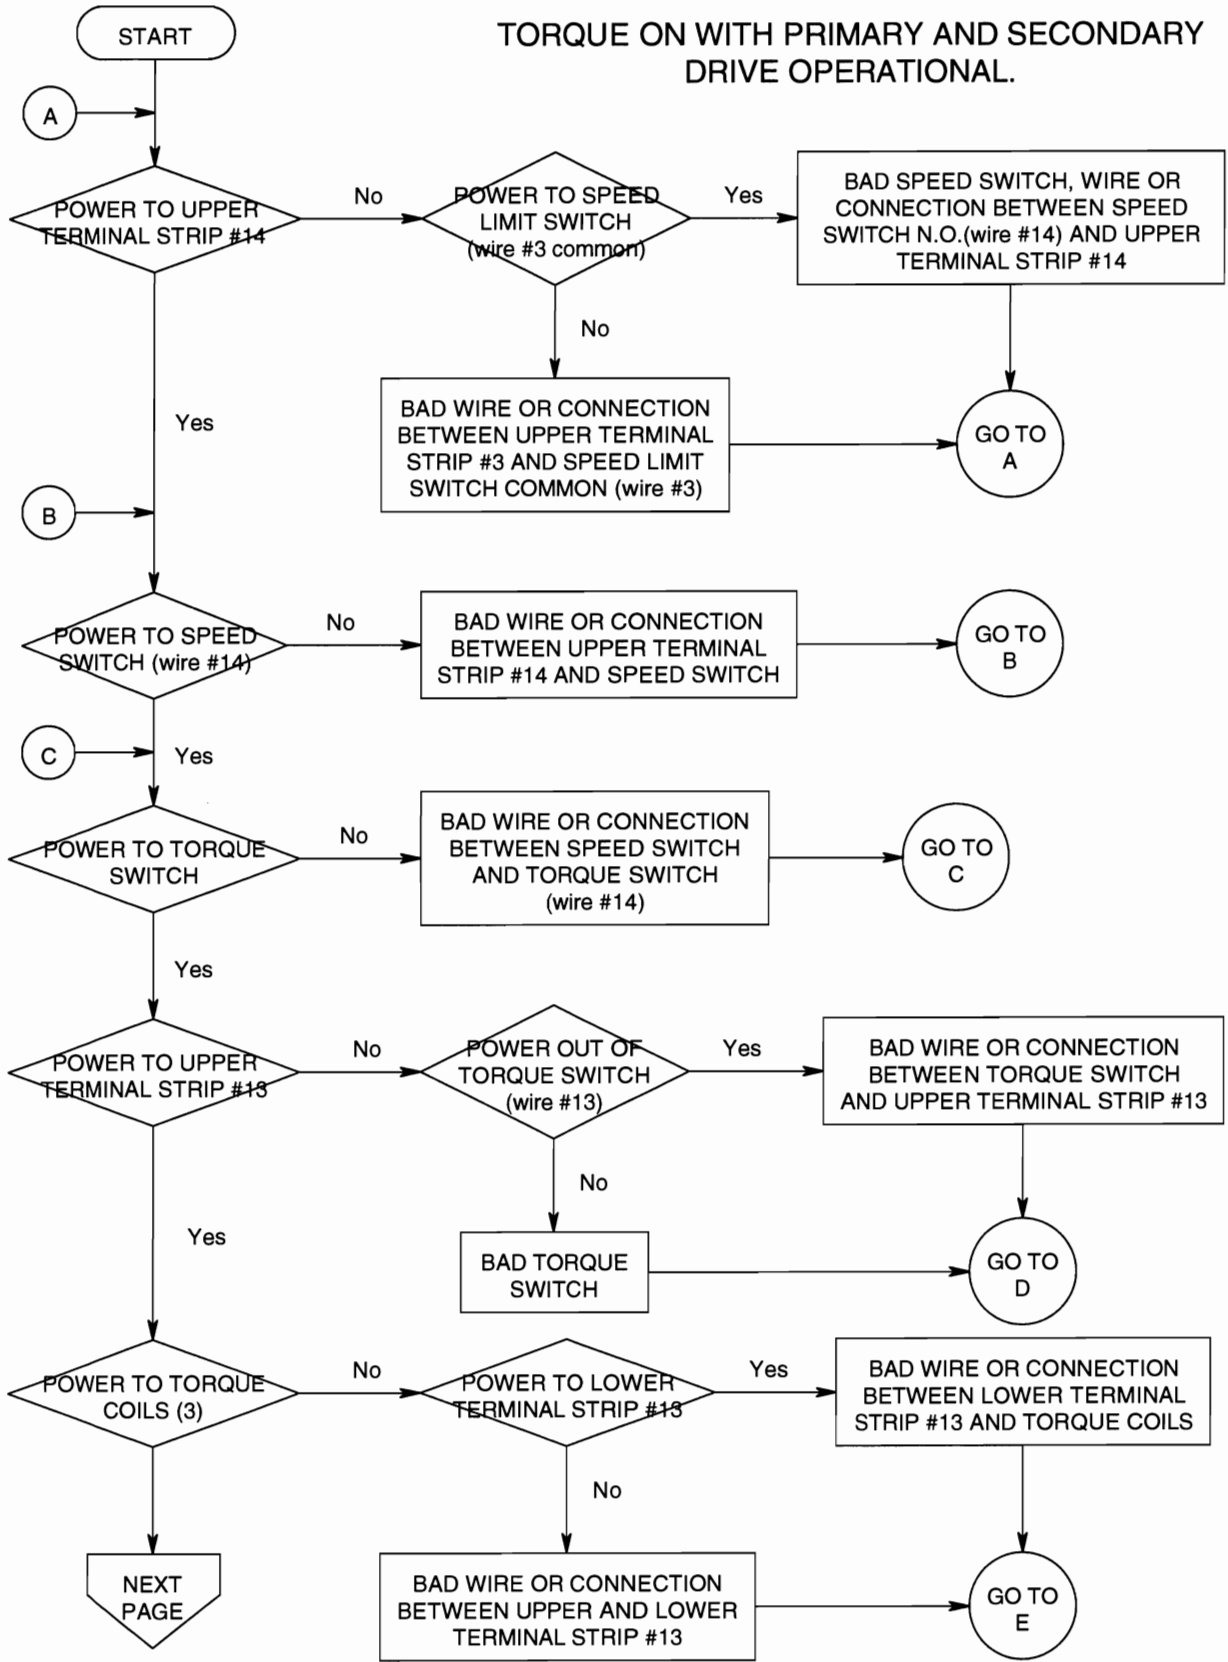 START
TORQUE ON WITH PRIMARY AND SECONDARY
DRIVE OPERATIONAL.
A
POWER TO UPPER
TERMINAL STRIP #14
No
POWER TO SPEED
LIMIT SWITCH
(wire #3 common)
Yes
BAD SPEED SWITCH, WIRE OR
CONNECTION BETWEEN SPEED
SWITCH N.O.(wire #14) AND UPPER
TERMINAL STRIP #14
No
Yes
BAD WIRE OR CONNECTION
BETWEEN UPPER TERMINAL
STRIP #3 AND SPEED LIMIT
SWITCH COMMON (wire #3)
GO TO
A
B
POWER TO SPEED
SWITCH (wire #14)
No
BAD WIRE OR CONNECTION
BETWEEN UPPER TERMINAL
STRIP #14 AND SPEED SWITCH
GO TO
B
C
Yes
POWER TO TORQUE
SWITCH
No
BAD WIRE OR CONNECTION
BETWEEN SPEED SWITCH
AND TORQUE SWITCH
(wire #14)
GO TO
C
Yes
POWER TO UPPER
TERMINAL STRIP #13
No
POWER OUT OF
TORQUE SWITCH
(wire #13)
Yes
BAD WIRE OR CONNECTION
BETWEEN TORQUE SWITCH
AND UPPER TERMINAL STRIP #13
No
Yes
BAD TORQUE
SWITCH
GO TO
D
POWER TO TORQUE
COILS (3)
No
POWER TO LOWER
TERMINAL STRIP #13
Yes
BAD WIRE OR CONNECTION
BETWEEN LOWER TERMINAL
STRIP #13 AND TORQUE COILS
No
NEXT
PAGE
BAD WIRE OR CONNECTION
BETWEEN UPPER AND LOWER
TERMINAL STRIP #13
GO TO
E